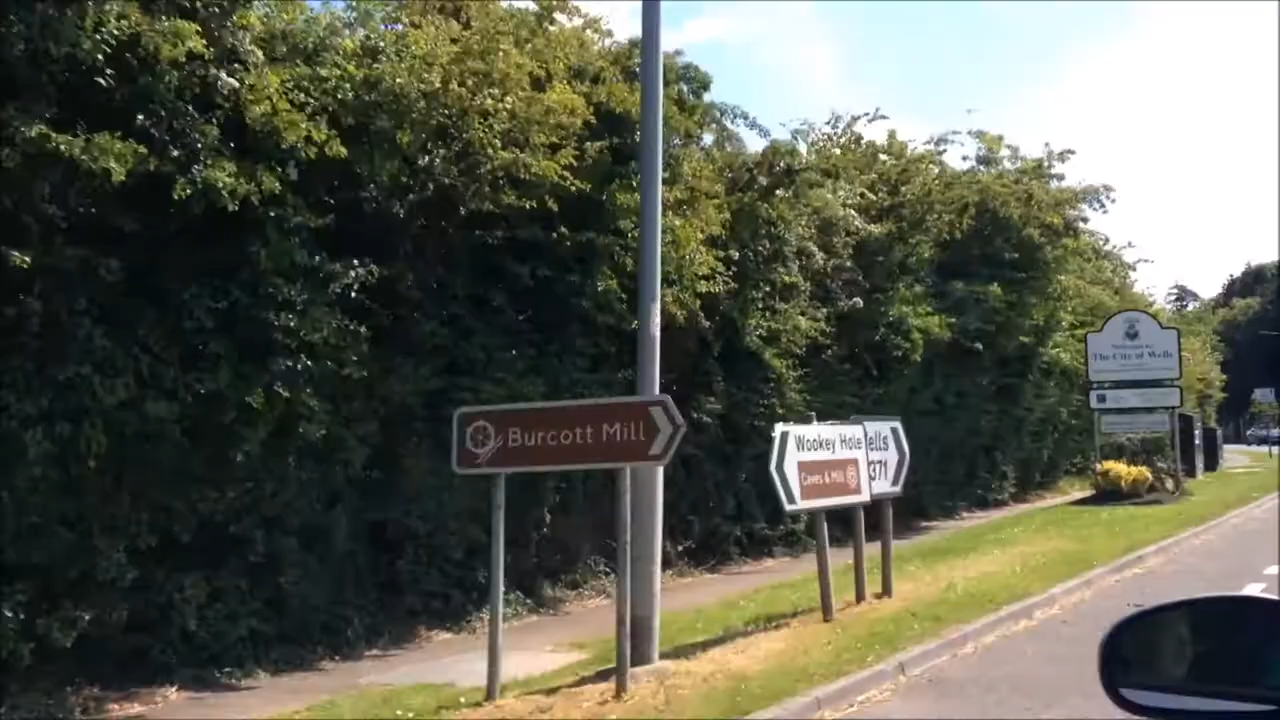 Burcott Mill
Wookey Hole
Caves & Mill
ells
371
The City of Wells